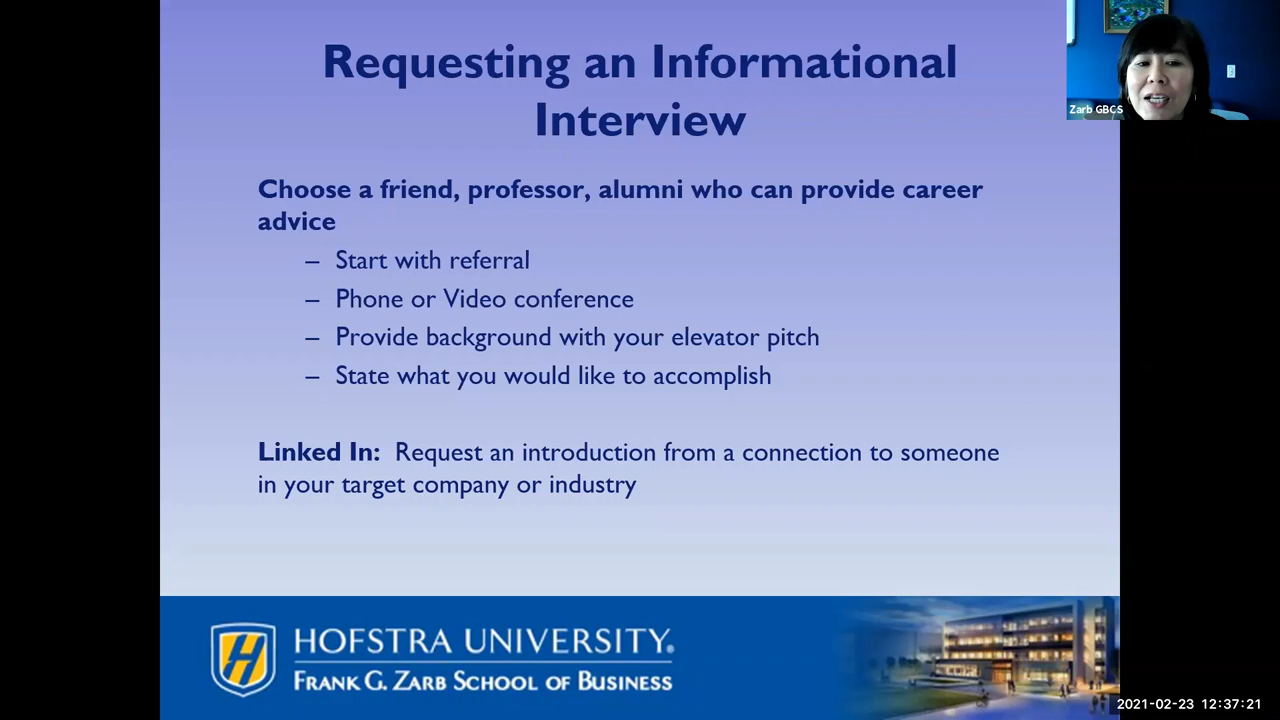 Requesting an Informational
Interview
Choose a friend, professor, alumni who can provide career
advice
– Start with referral
– Phone or Video conference
– Provide background with your elevator pitch
– State what you would like to accomplish
Linked In: Request an introduction from a connection to someone
in your target company or industry
HOFSTRA UNIVERSITY®
FRANK G. ZARB SCHOOL OF BUSINESS
Zarb GBCS
2021-02-23 12:37:21